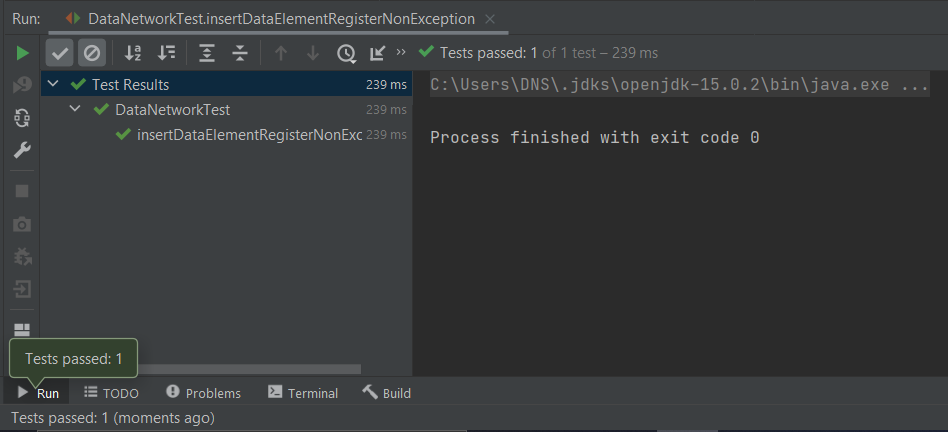 Run: DataNetworkTest.insertDataElementRegisterNonException
Tests passed: 1 of 1 test – 239 ms
Test Results 239 ms
DataNetworkTest 239 ms
insertDataElementRegisterNonExc 239 ms
C:\Users\DNS\.jdks\openjdk-15.0.2\bin\java.exe ...
Process finished with exit code 0
Tests passed: 1
Run TODO Problems Terminal Build
Tests passed: 1 (moments ago)